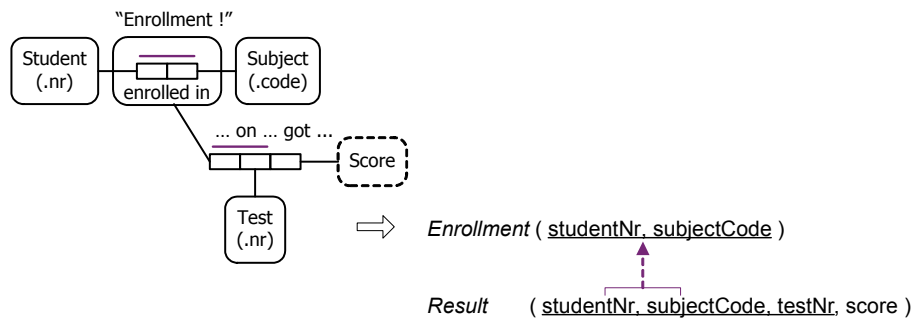 “Enrollment !”
Student
(.nr)
Subject
(.code)
enrolled in
... on ... got ...
Score
Test
(.nr)
Enrollment ( studentNr, subjectCode )
Result ( studentNr, subjectCode, testNr, score )